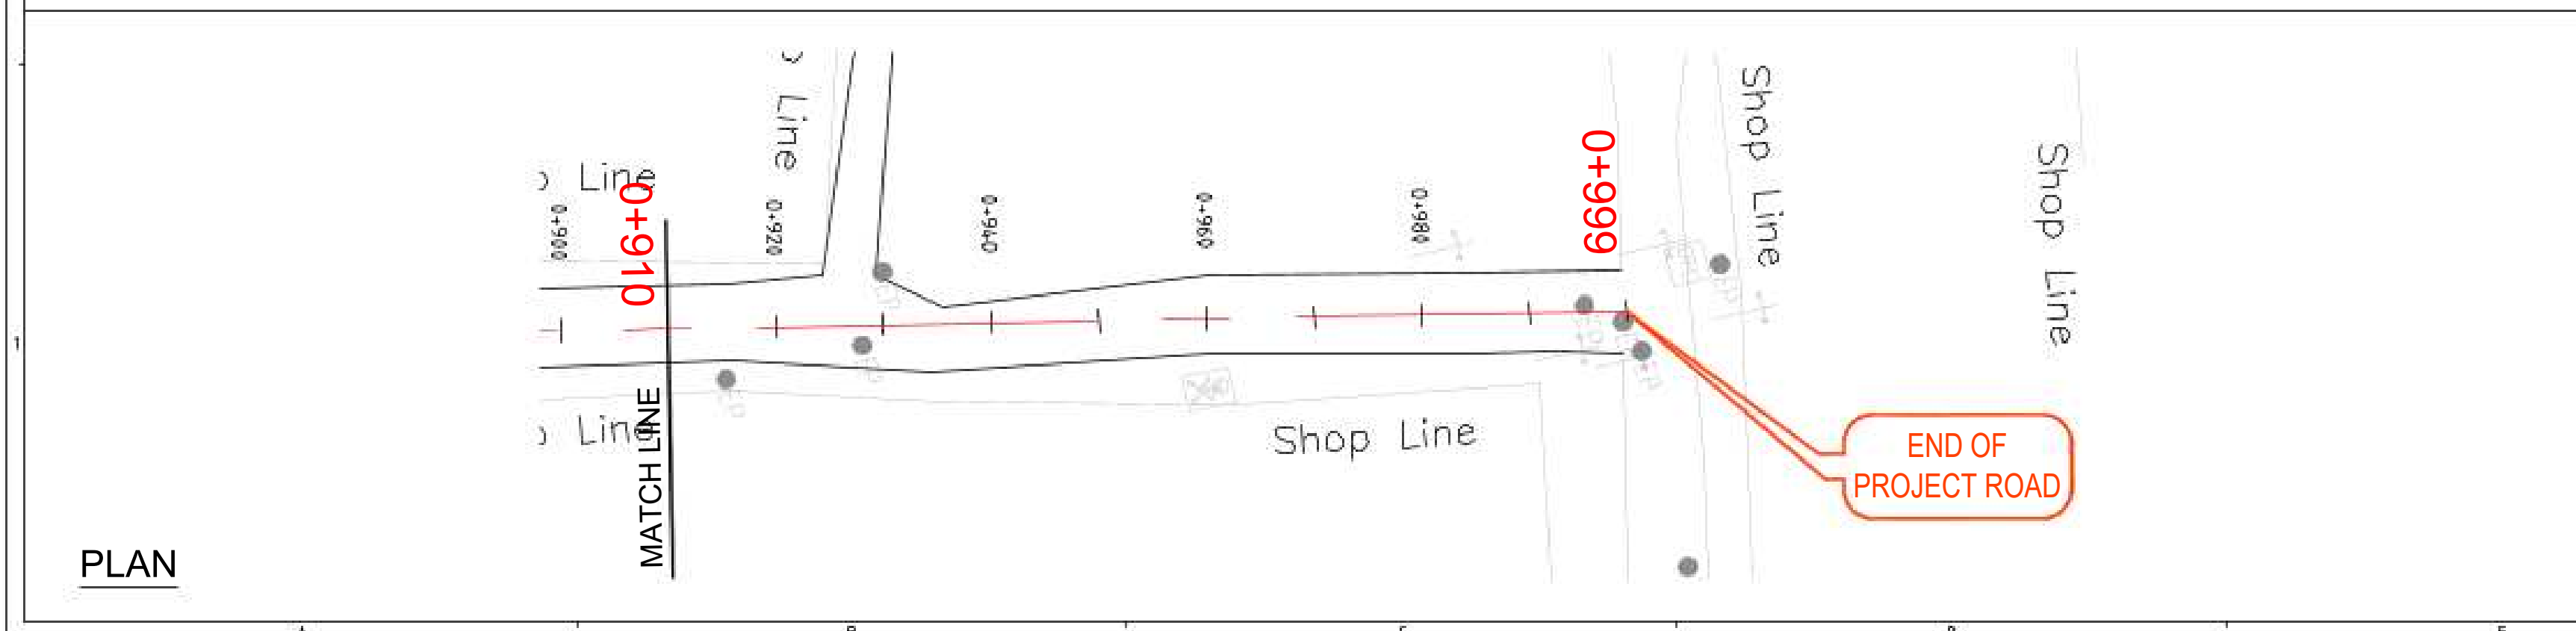 Line
Shop Line
Shop Line
Line
0+900
0+910
0+920
0+940
0+960
0+980
0+999
Line
MATCH LINE
Shop Line
END OF
PROJECT ROAD
PLAN